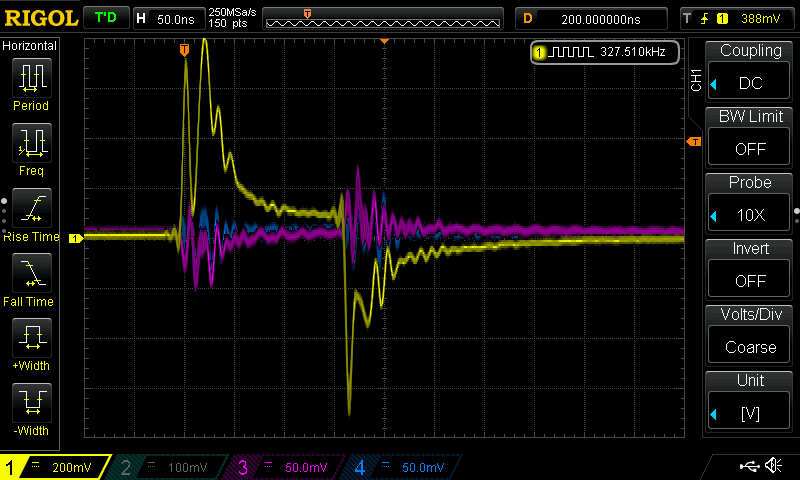 RIGOL T'D H 50.0ns 250MSa/s 150 pts T D 200.000000ns T 1 388mV
Horizontal
Period
Freq
Rise Time
Fall Time
+Width
-Width
T
1 327.510kHz
1
T
CH1
Coupling
DC
BW Limit
OFF
Probe
10X
Invert
OFF
Volts/Div
Coarse
Unit
[V]
1 200mV 2 100mV 3 50.0mV 4 50.0mV